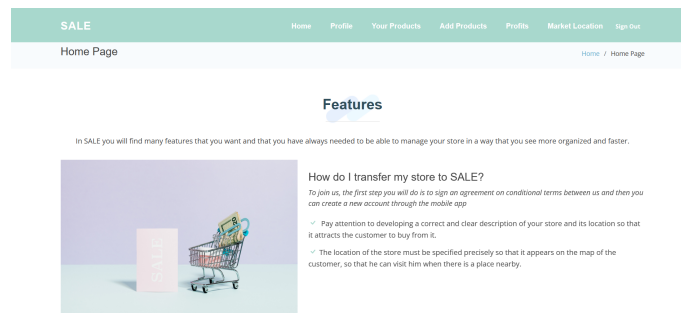 SALE
Home Profile Your Products Add Products Profits Market Location Sign Out
Home Page
Home / Home Page
Features
In SALE you will find many features that you want and that you have always needed to be able to manage your store in a way that you see more organized and faster.
How do I transfer my store to SALE?
To join us, the first step you will do is to sign an agreement on conditional terms between us and then you
can create a new account through the mobile app
Pay attention to developing a correct and clear description of your store and its location so that
it attracts the customer to buy from it.
The location of the store must be specified precisely so that it appears on the map of the
customer, so that he can visit him when there is a place nearby.
SALE